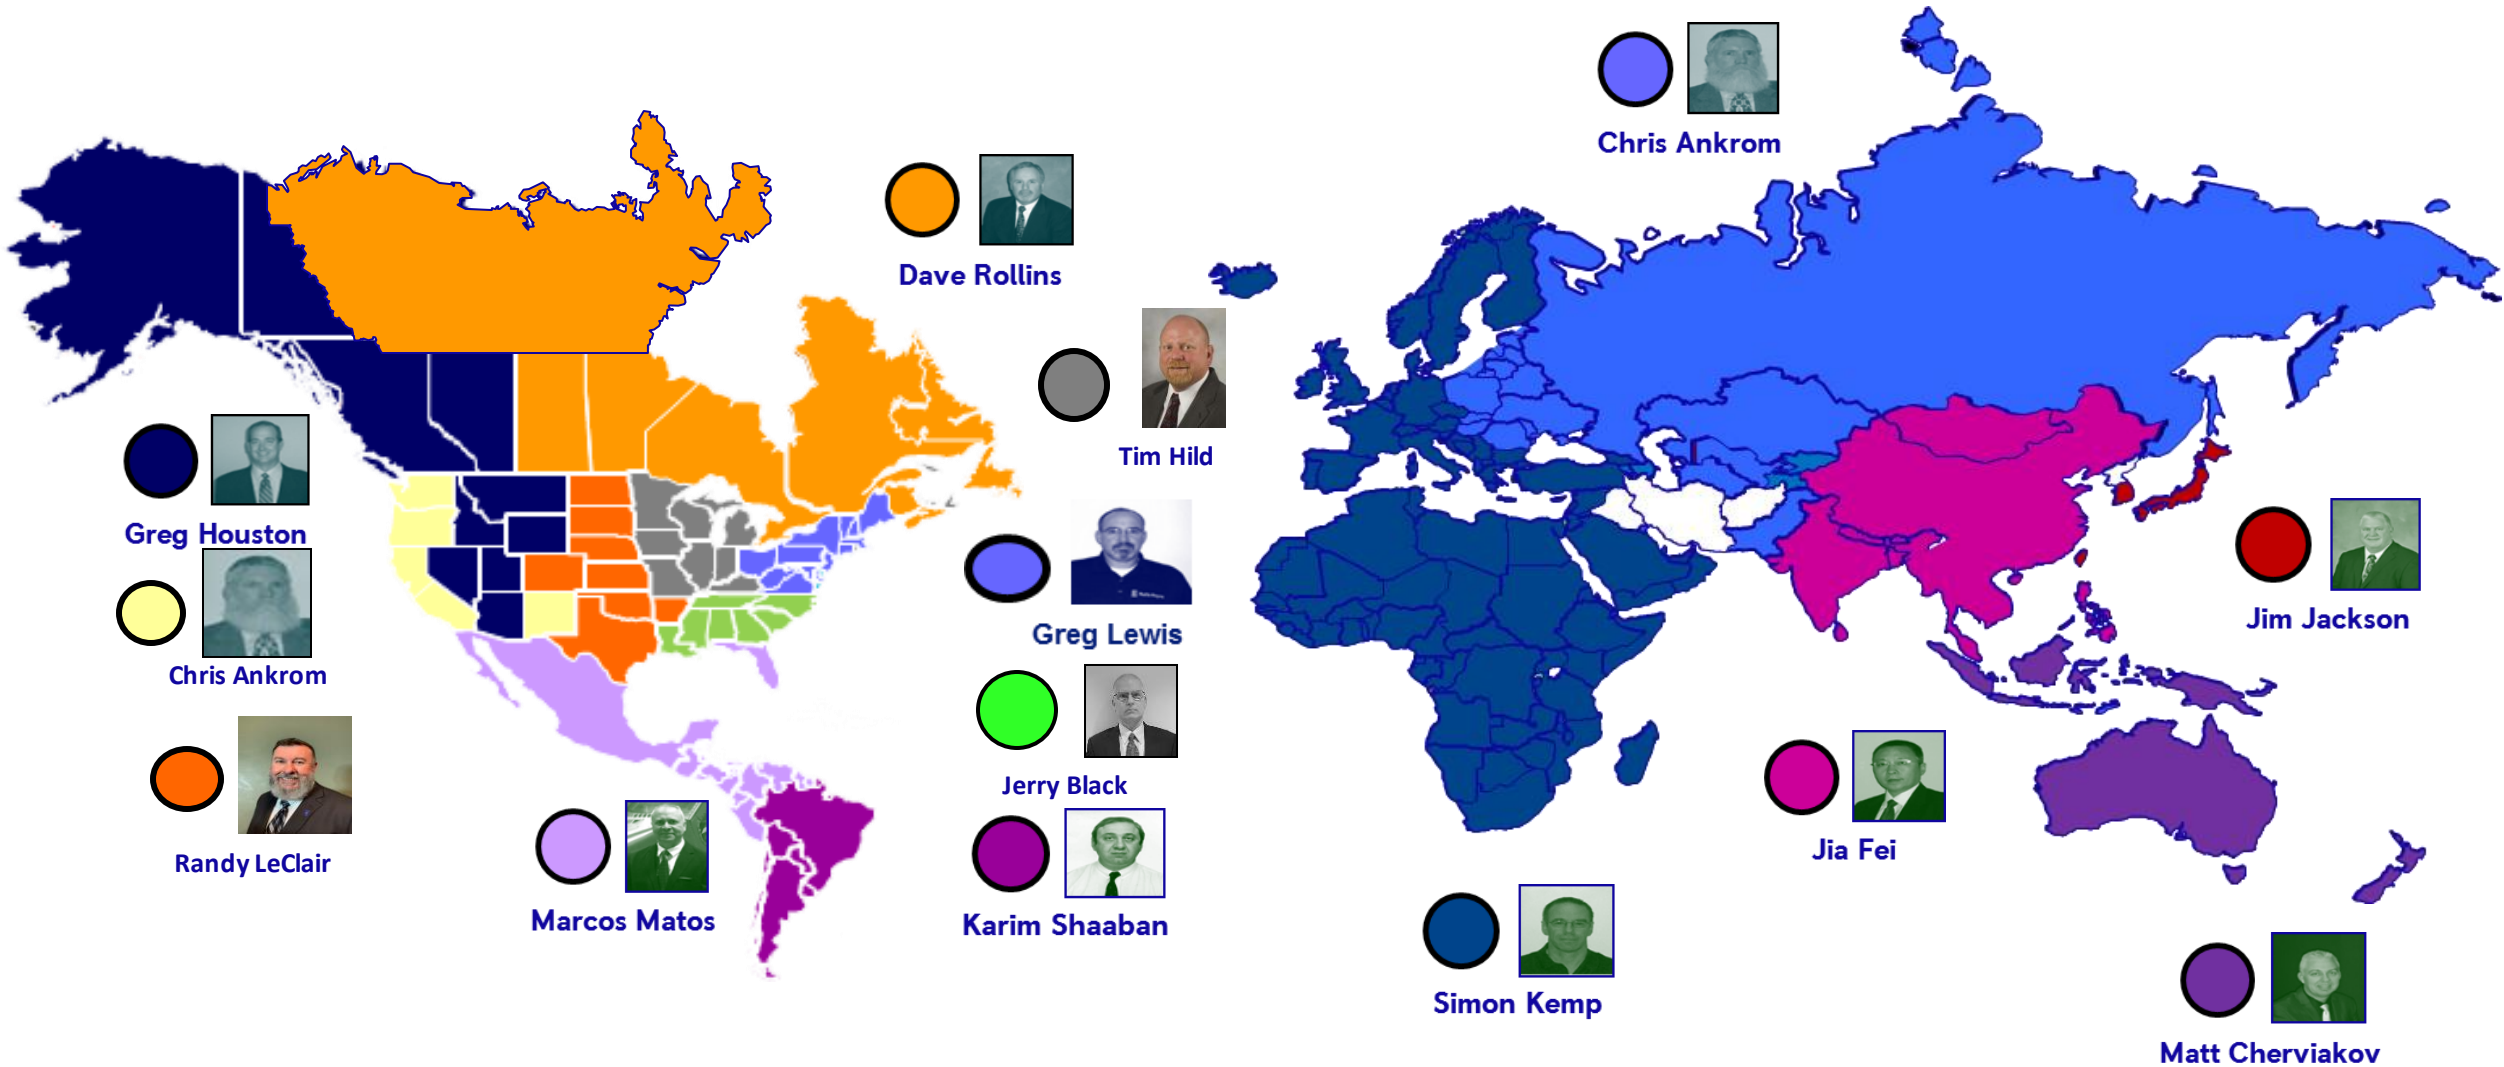 Chris Ankrom
Dave Rollins
Tim Hild
Greg Houston
Chris Ankrom
Greg Lewis
Jim Jackson
Randy LeClair
Jerry Black
Marcos Matos
Karim Shaaban
Jia Fei
Simon Kemp
Matt Cherviakov